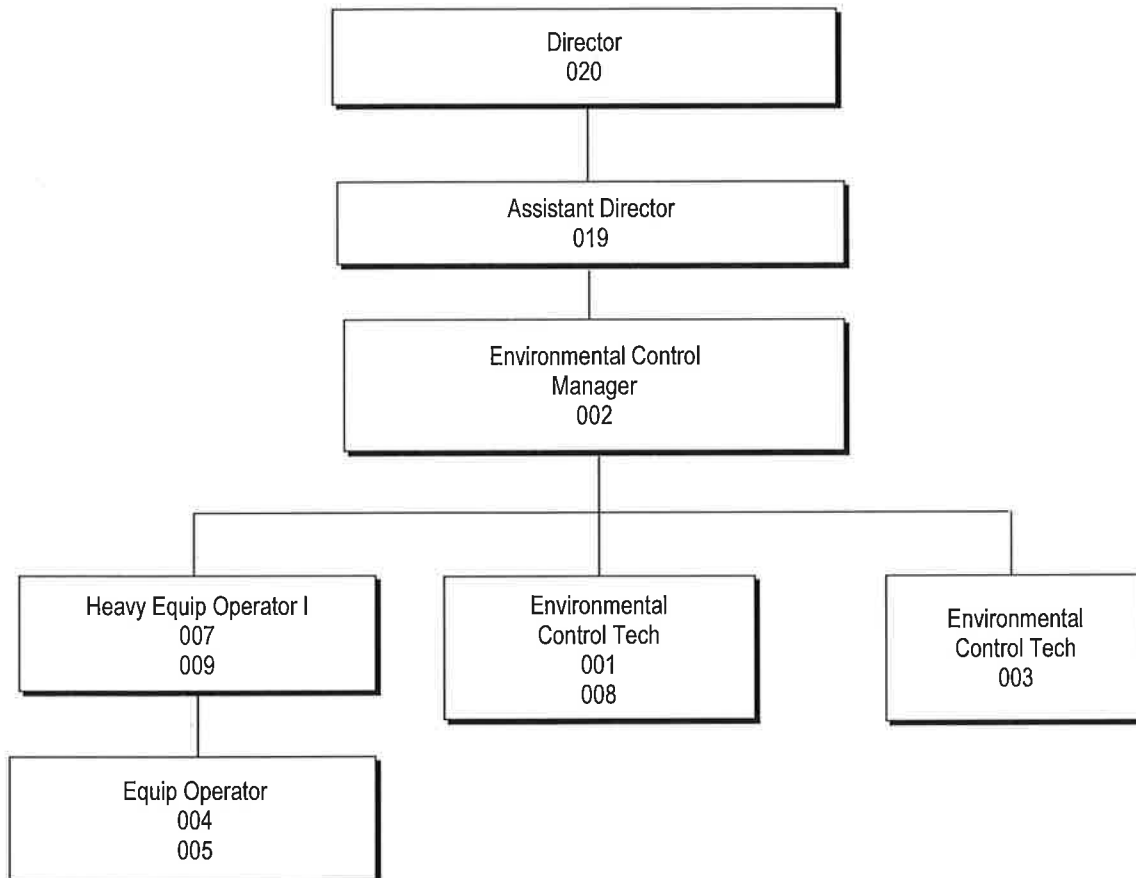 Director
020
Assistant Director
019
Environmental Control
Manager
002
Heavy Equip Operator I
007
009
Environmental
Control Tech
001
008
Environmental
Control Tech
003
Equip Operator
004
005